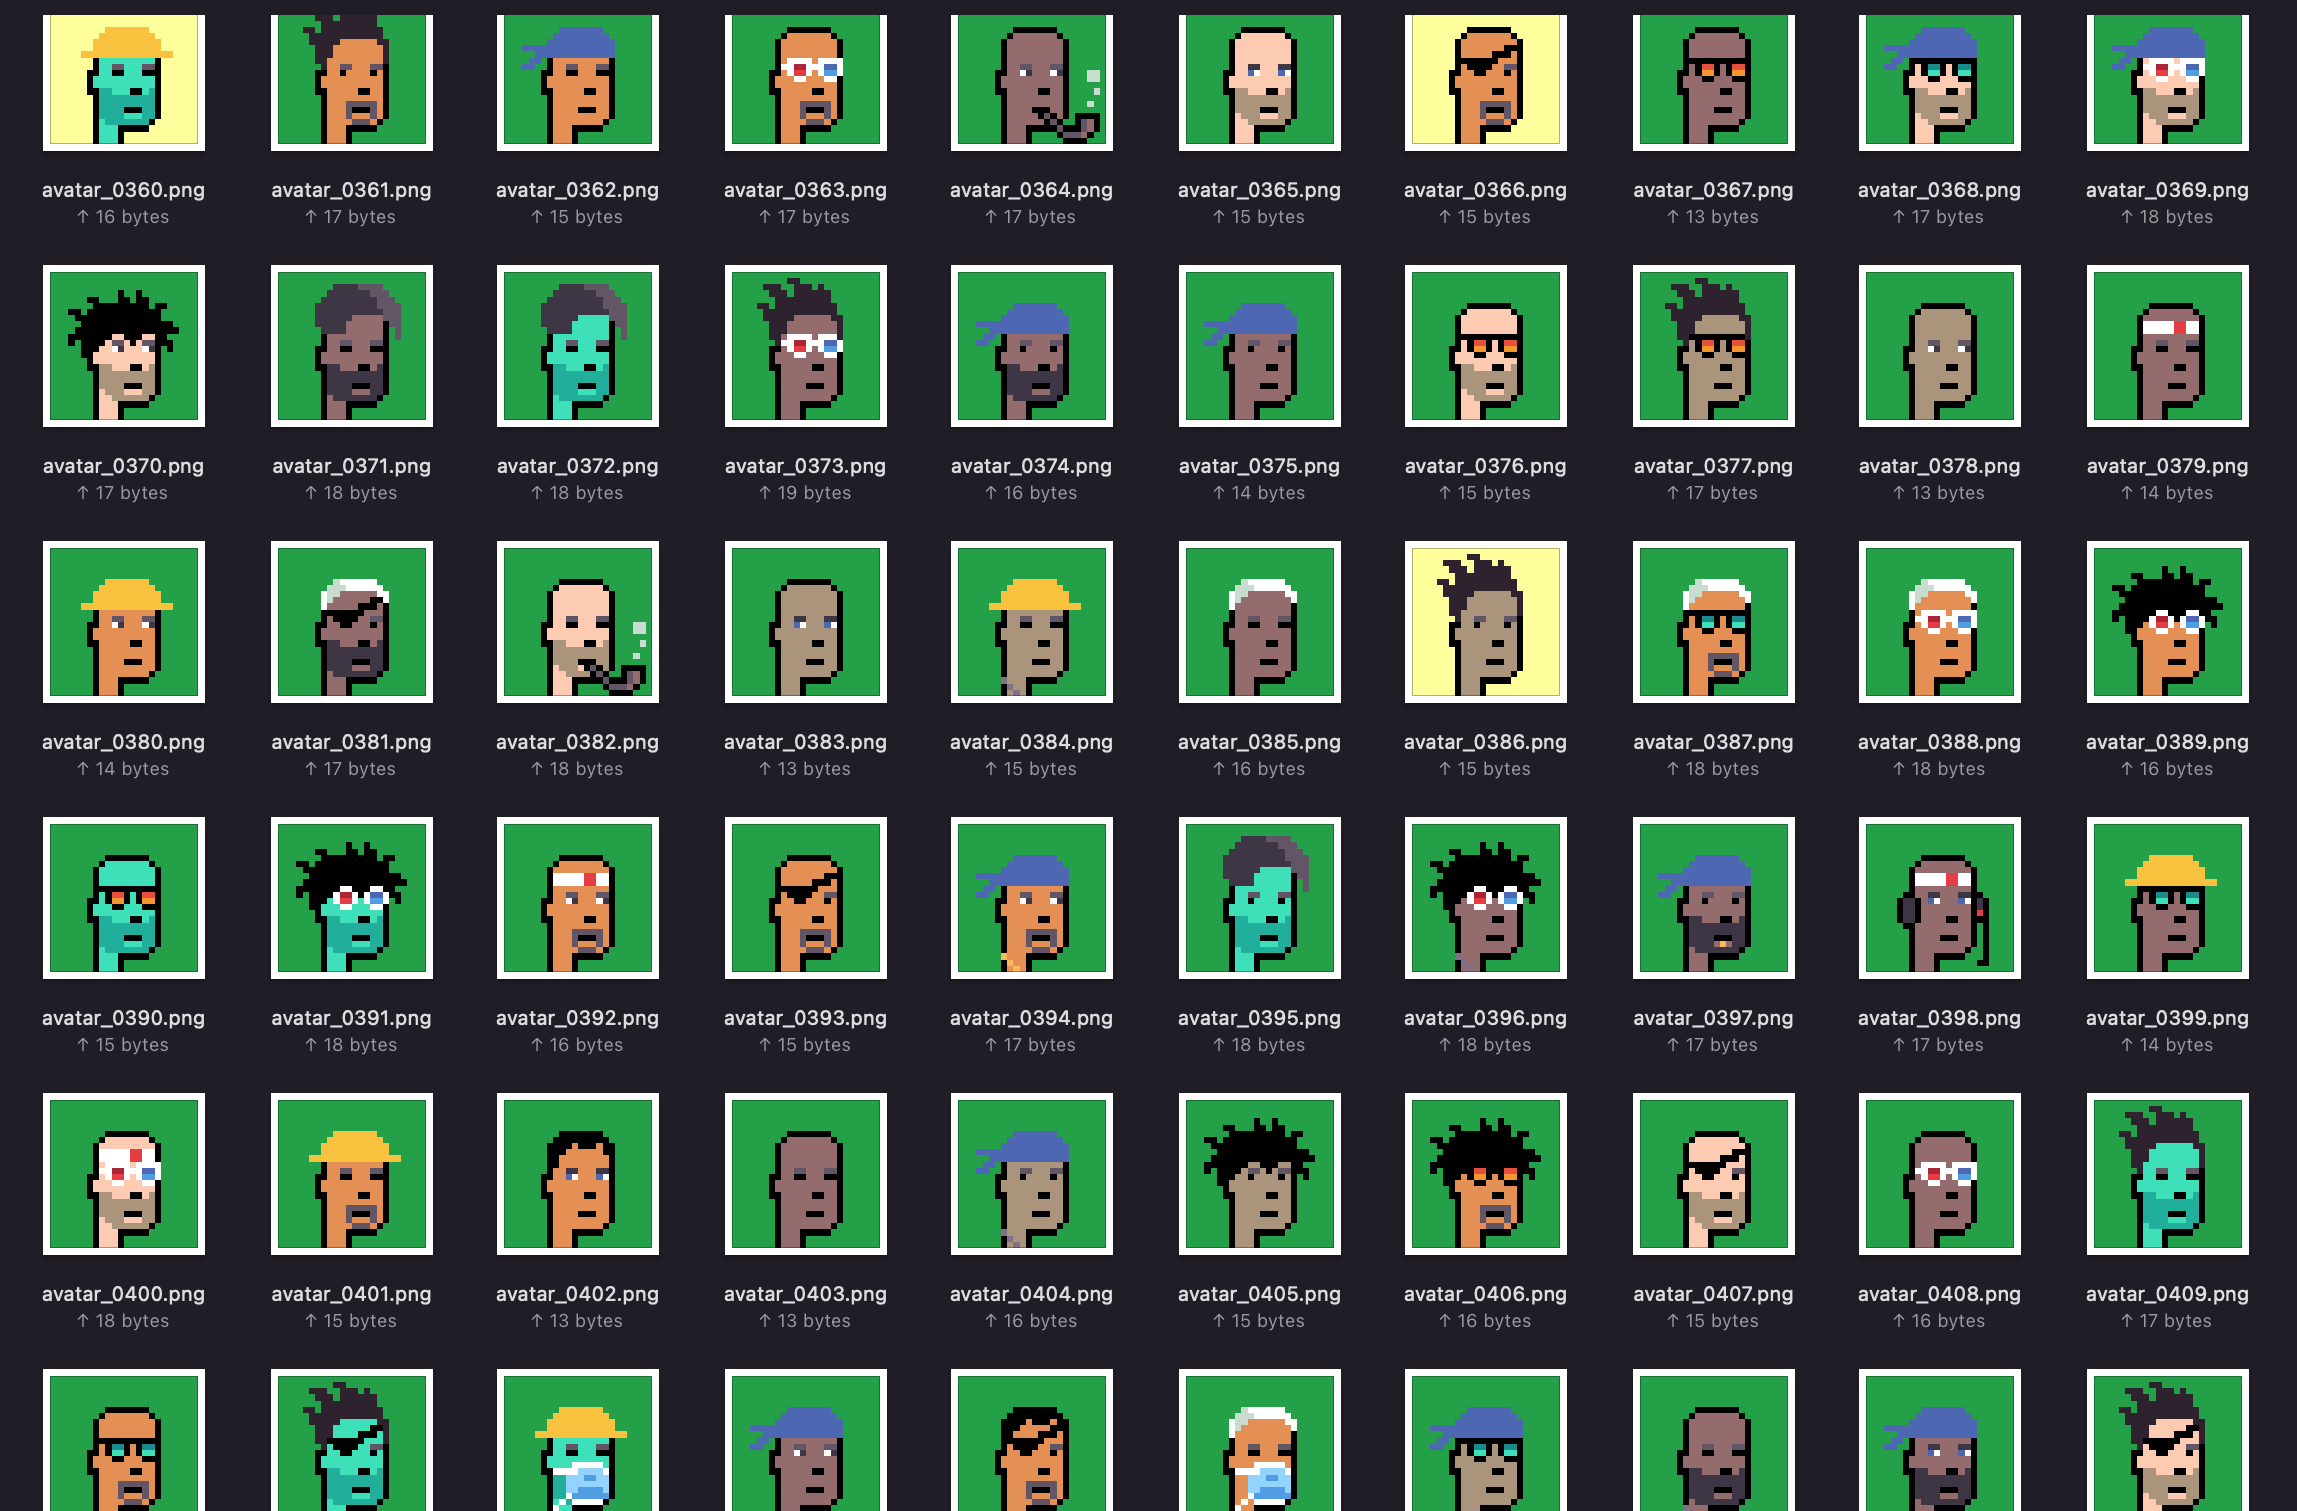 avatar_0360.png avatar_0361.png avatar_0362.png avatar_0363.png avatar_0364.png avatar_0365.png avatar_0366.png avatar_0367.png avatar_0368.png avatar_0369.png
↑ 16 bytes ↑ 17 bytes ↑ 15 bytes ↑ 17 bytes ↑ 17 bytes ↑ 15 bytes ↑ 15 bytes ↑ 13 bytes ↑ 17 bytes ↑ 18 bytes
avatar_0370.png avatar_0371.png avatar_0372.png avatar_0373.png avatar_0374.png avatar_0375.png avatar_0376.png avatar_0377.png avatar_0378.png avatar_0379.png
↑ 17 bytes ↑ 18 bytes ↑ 18 bytes ↑ 19 bytes ↑ 16 bytes ↑ 14 bytes ↑ 15 bytes ↑ 17 bytes ↑ 13 bytes ↑ 14 bytes
avatar_0380.png avatar_0381.png avatar_0382.png avatar_0383.png avatar_0384.png avatar_0385.png avatar_0386.png avatar_0387.png avatar_0388.png avatar_0389.png
↑ 14 bytes ↑ 17 bytes ↑ 18 bytes ↑ 13 bytes ↑ 15 bytes ↑ 16 bytes ↑ 15 bytes ↑ 18 bytes ↑ 18 bytes ↑ 16 bytes
avatar_0390.png avatar_0391.png avatar_0392.png avatar_0393.png avatar_0394.png avatar_0395.png avatar_0396.png avatar_0397.png avatar_0398.png avatar_0399.png
↑ 15 bytes ↑ 18 bytes ↑ 16 bytes ↑ 15 bytes ↑ 17 bytes ↑ 18 bytes ↑ 18 bytes ↑ 17 bytes ↑ 17 bytes ↑ 14 bytes
avatar_0400.png avatar_0401.png avatar_0402.png avatar_0403.png avatar_0404.png avatar_0405.png avatar_0406.png avatar_0407.png avatar_0408.png avatar_0409.png
↑ 18 bytes ↑ 15 bytes ↑ 13 bytes ↑ 13 bytes ↑ 16 bytes ↑ 15 bytes ↑ 16 bytes ↑ 15 bytes ↑ 16 bytes ↑ 17 bytes